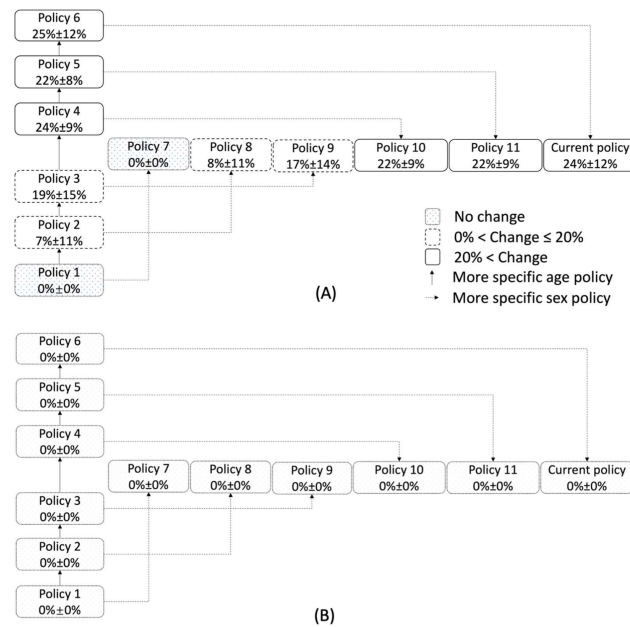 Policy 6
25%±12%
Policy 5
22%±8%
Policy 4
24%±9%
Policy 7
0%±0%
Policy 8
8%±11%
Policy 9
17%±14%
Policy 10
22%±9%
Policy 11
22%±9%
Current policy
24%±12%
Policy 3
19%±15%
Policy 2
7%±11%
Policy 1
0%±0%
No change
0% < Change ≤ 20%
20% < Change
More specific age policy
More specific sex policy
(A)
Policy 6
0%±0%
Policy 5
0%±0%
Policy 4
0%±0%
Policy 7
0%±0%
Policy 8
0%±0%
Policy 9
0%±0%
Policy 10
0%±0%
Policy 11
0%±0%
Current policy
0%±0%
Policy 3
0%±0%
Policy 2
0%±0%
Policy 1
0%±0%
(B)